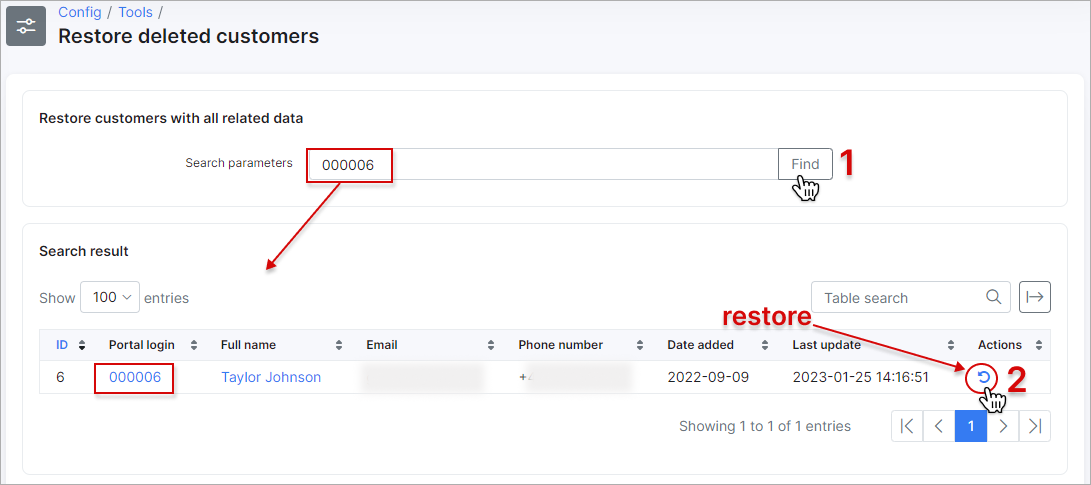 Config / Tools /
Restore deleted customers
Restore customers with all related data
Search parameters 000006 Find 1
Search result
Show 100 entries Table search
restore
ID Portal login Full name Email Phone number Date added Last update Actions
6 000006 Taylor Johnson + 2022-09-09 2023-01-25 14:16:51 2
Showing 1 to 1 of 1 entries 1